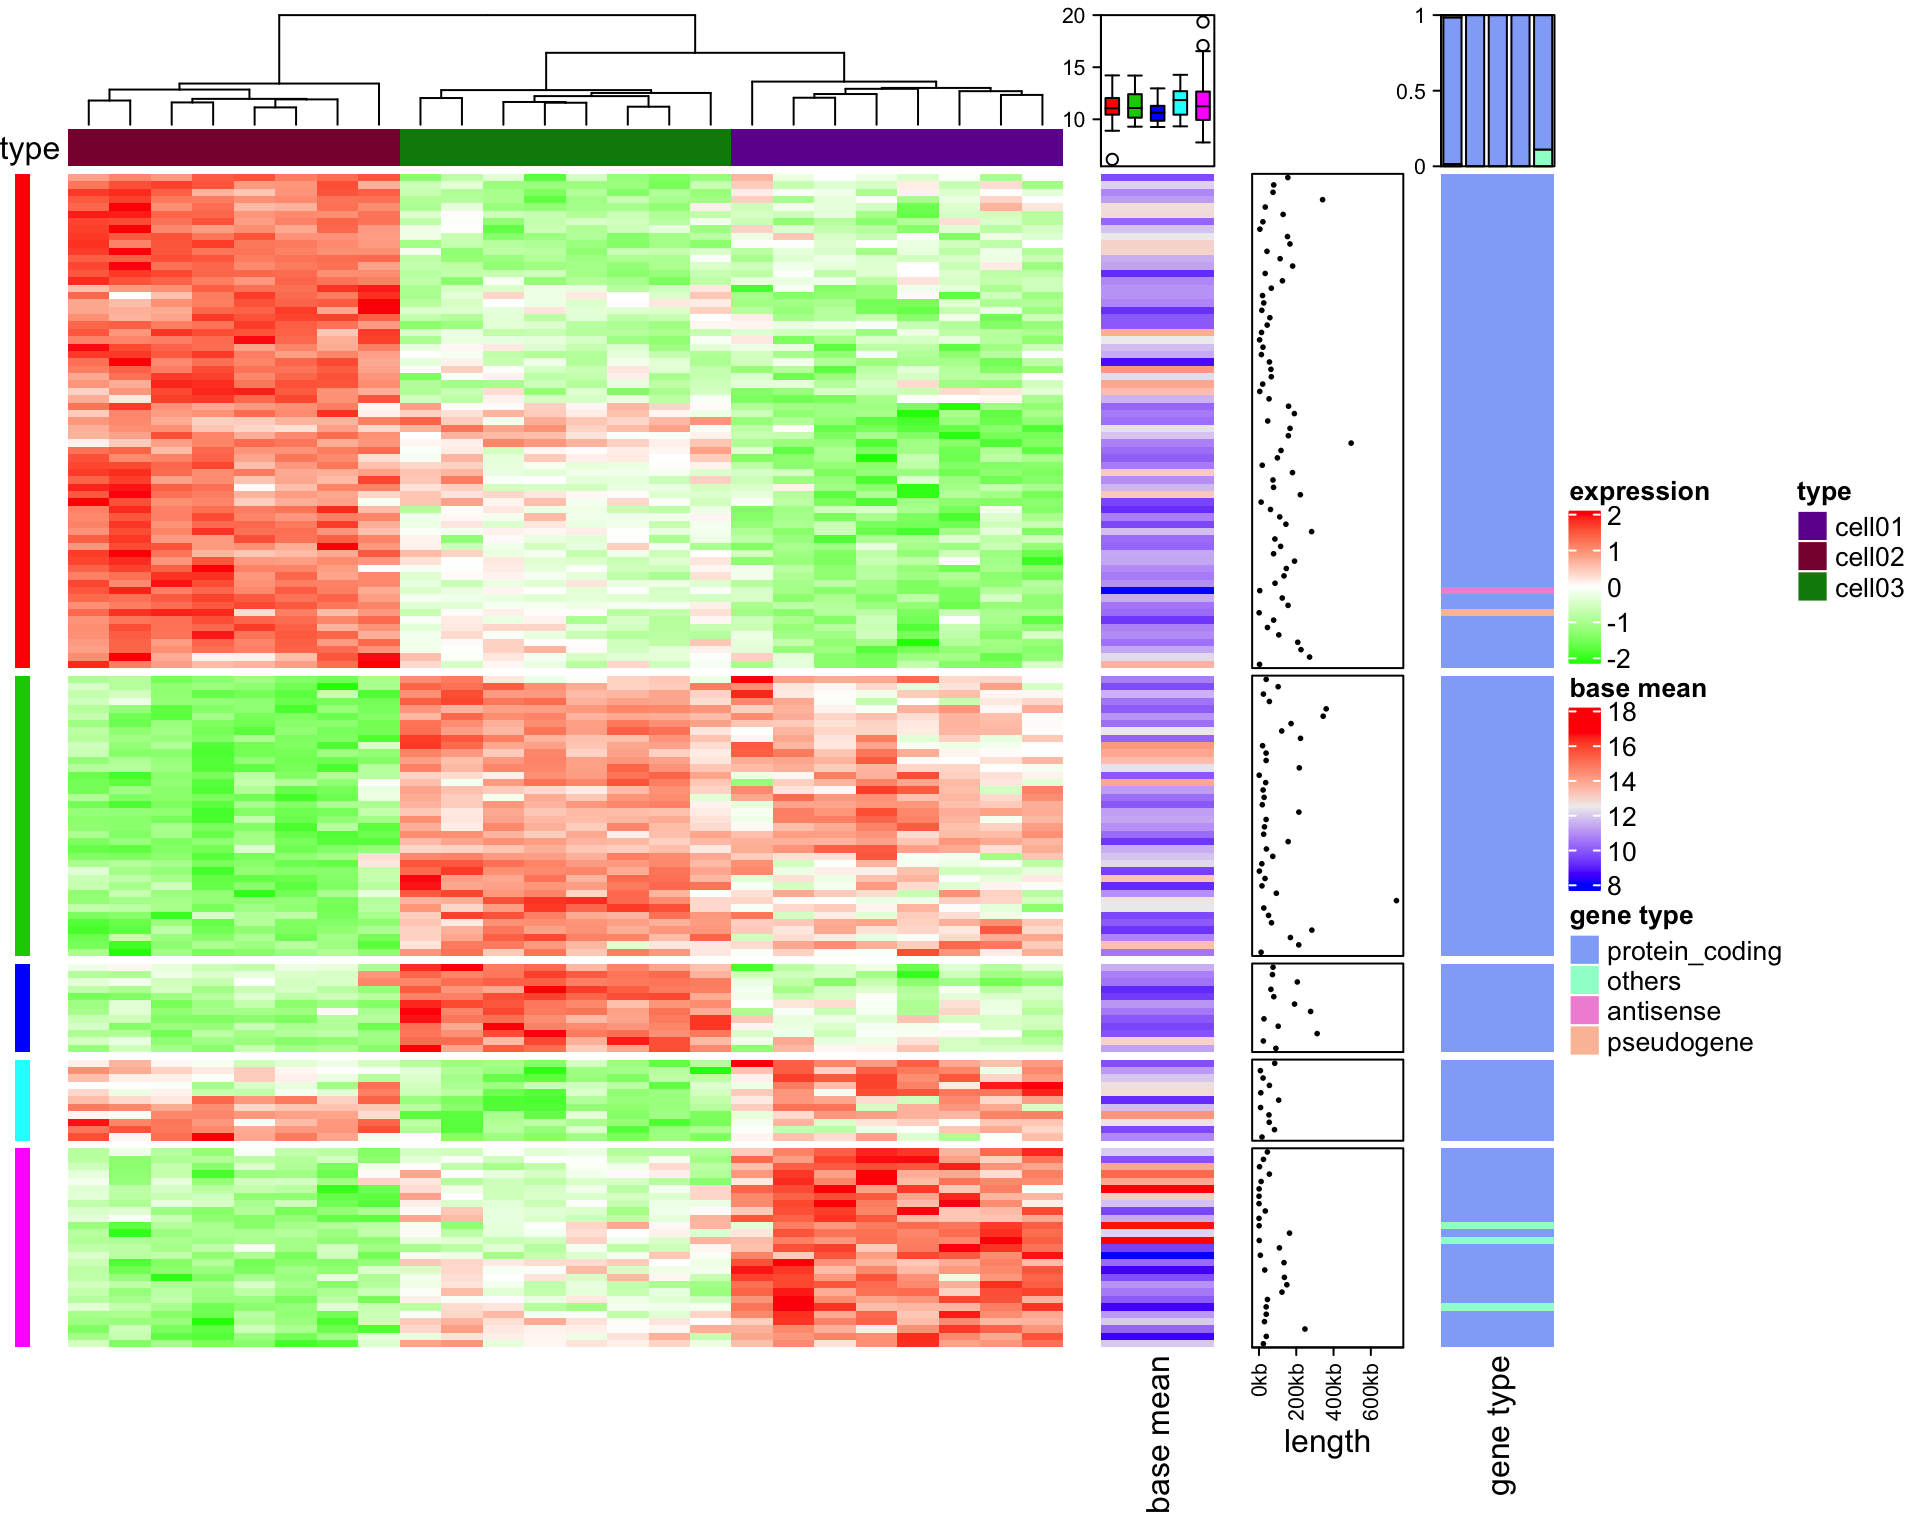 20
15
10
1
0.5
0
type
expression
2
1
0
-1
-2
type
cell01
cell02
cell03
base mean
18
16
14
12
10
8
gene type
protein_coding
others
antisense
pseudogene
base mean
0kb
200kb
400kb
600kb
length
gene type